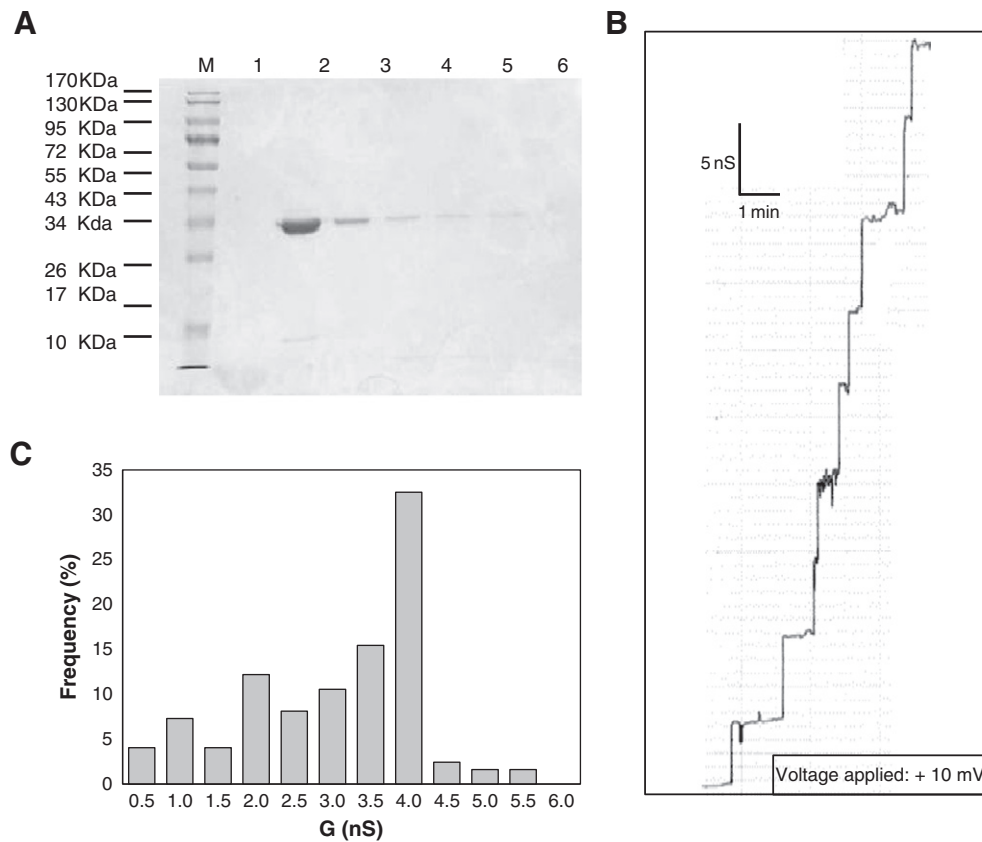 A
M 1 2 3 4 5 6
170KDa
130KDa
95 KDa
72 KDa
55 KDa
43 KDa
34 Kda
26 KDa
17 KDa
10 KDa
B
5 nS
1 min
Voltage applied: + 10 mV
C
Frequency (%)
35
30
25
20
15
10
5
0
0.5 1.0 1.5 2.0 2.5 3.0 3.5 4.0 4.5 5.0 5.5 6.0
G (nS)